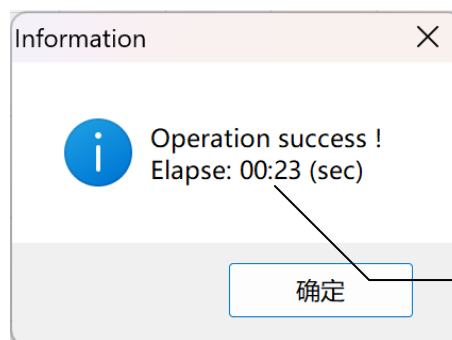 Information
Operation success !
Elapse: 00:23 (sec)
确定